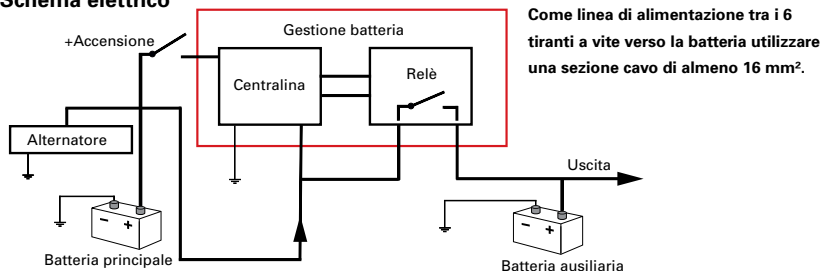 Schema elettrico
Come linea di alimentazione tra i 6
tiranti a vite verso la batteria utilizzare
una sezione cavo di almeno 16 mm².
+Accensione
Gestione batteria
Centralina
Relè
Alternatore
Uscita
- +
Batteria principale
- +
Batteria ausiliaria